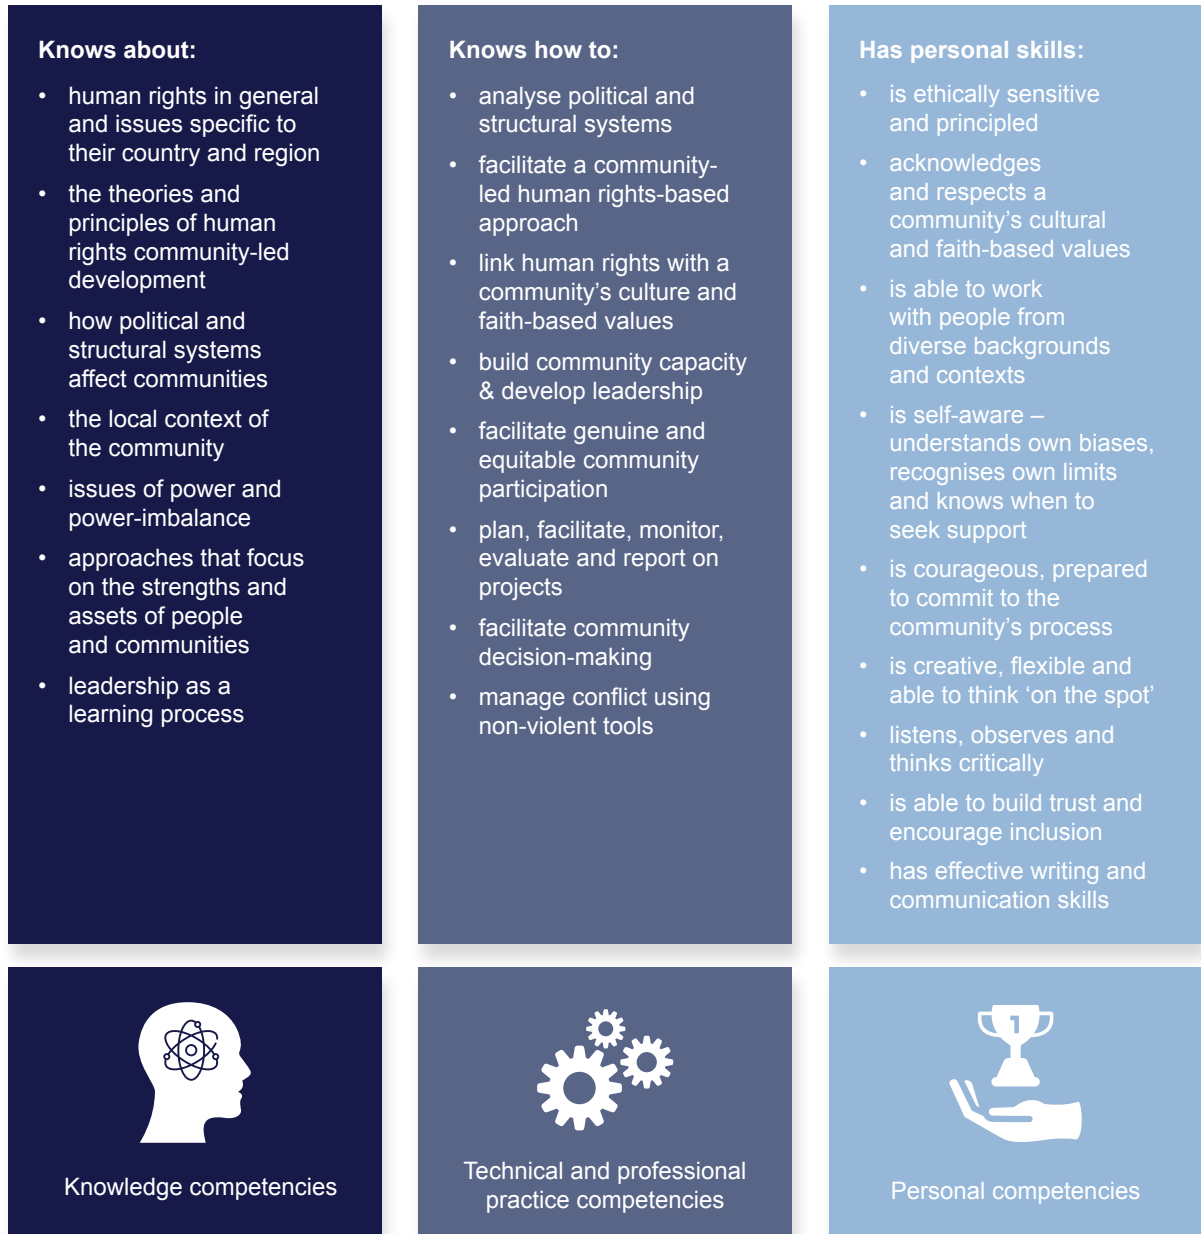 Knows about:
• human rights in general
and issues specific to
their country and region
• the theories and
principles of human
rights community-led
development
• how political and
structural systems
affect communities
• the local context of
the community
• issues of power and
power-imbalance
• approaches that focus
on the strengths and
assets of people
and communities
• leadership as a
learning process
Knows how to:
• analyse political and
structural systems
• facilitate a community-
led human rights-based
approach
• link human rights with a
community’s culture and
faith-based values
• build community capacity
& develop leadership
• facilitate genuine and
equitable community
participation
• plan, facilitate, monitor,
evaluate and report on
projects
• facilitate community
decision-making
• manage conflict using
non-violent tools
Has personal skills:
• is ethically sensitive
and principled
• acknowledges
and respects a
community’s cultural
and faith-based values
• is able to work
with people from
diverse backgrounds
and contexts
• is self-aware –
understands own biases,
recognises own limits
and knows when to
seek support
• is courageous, prepared
to commit to the
community’s process
• is creative, flexible and
able to think ‘on the spot’
• listens, observes and
thinks critically
• is able to build trust and
encourage inclusion
• has effective writing and
communication skills
Knowledge competencies
Technical and professional
practice competencies
1
Personal competencies